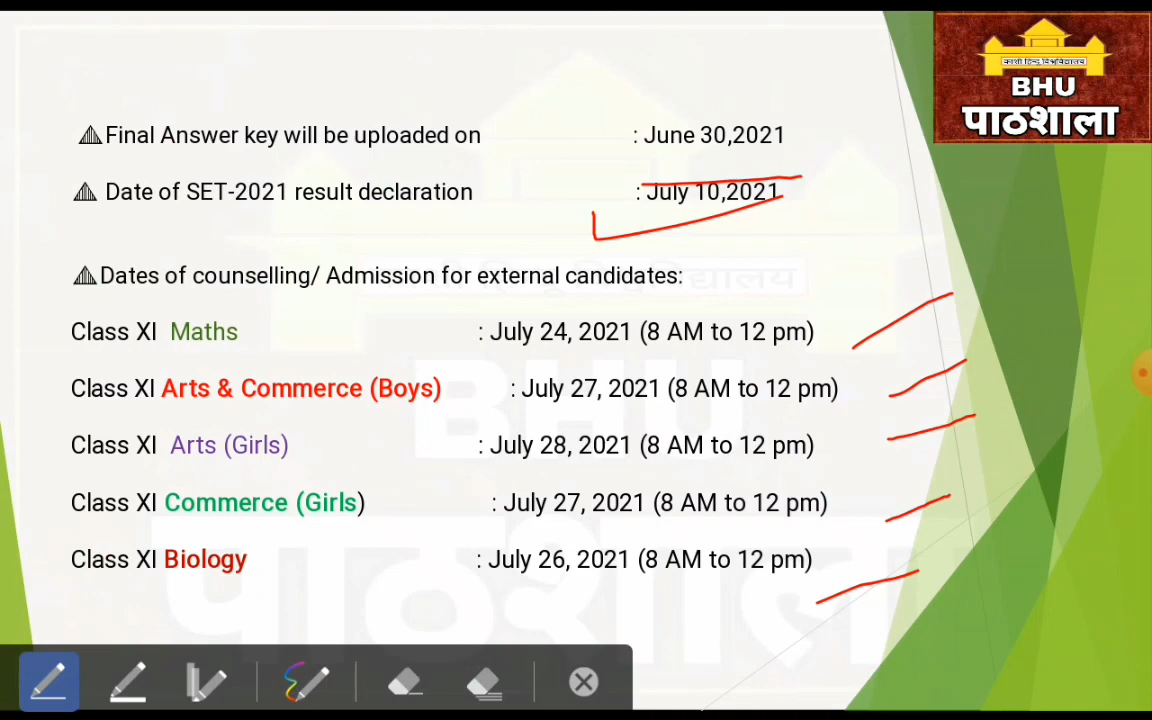 काशी हिन्दू विश्वविद्यालय
BHU
पाठशाला
Final Answer key will be uploaded on : June 30,2021
Date of SET-2021 result declaration : July 10,2021
Dates of counselling/ Admission for external candidates:
Class XI Maths : July 24, 2021 (8 AM to 12 pm)
Class XI Arts & Commerce (Boys) : July 27, 2021 (8 AM to 12 pm)
Class XI Arts (Girls) : July 28, 2021 (8 AM to 12 pm)
Class XI Commerce (Girls) : July 27, 2021 (8 AM to 12 pm)
Class XI Biology : July 26, 2021 (8 AM to 12 pm)
BHU
पाठशाला